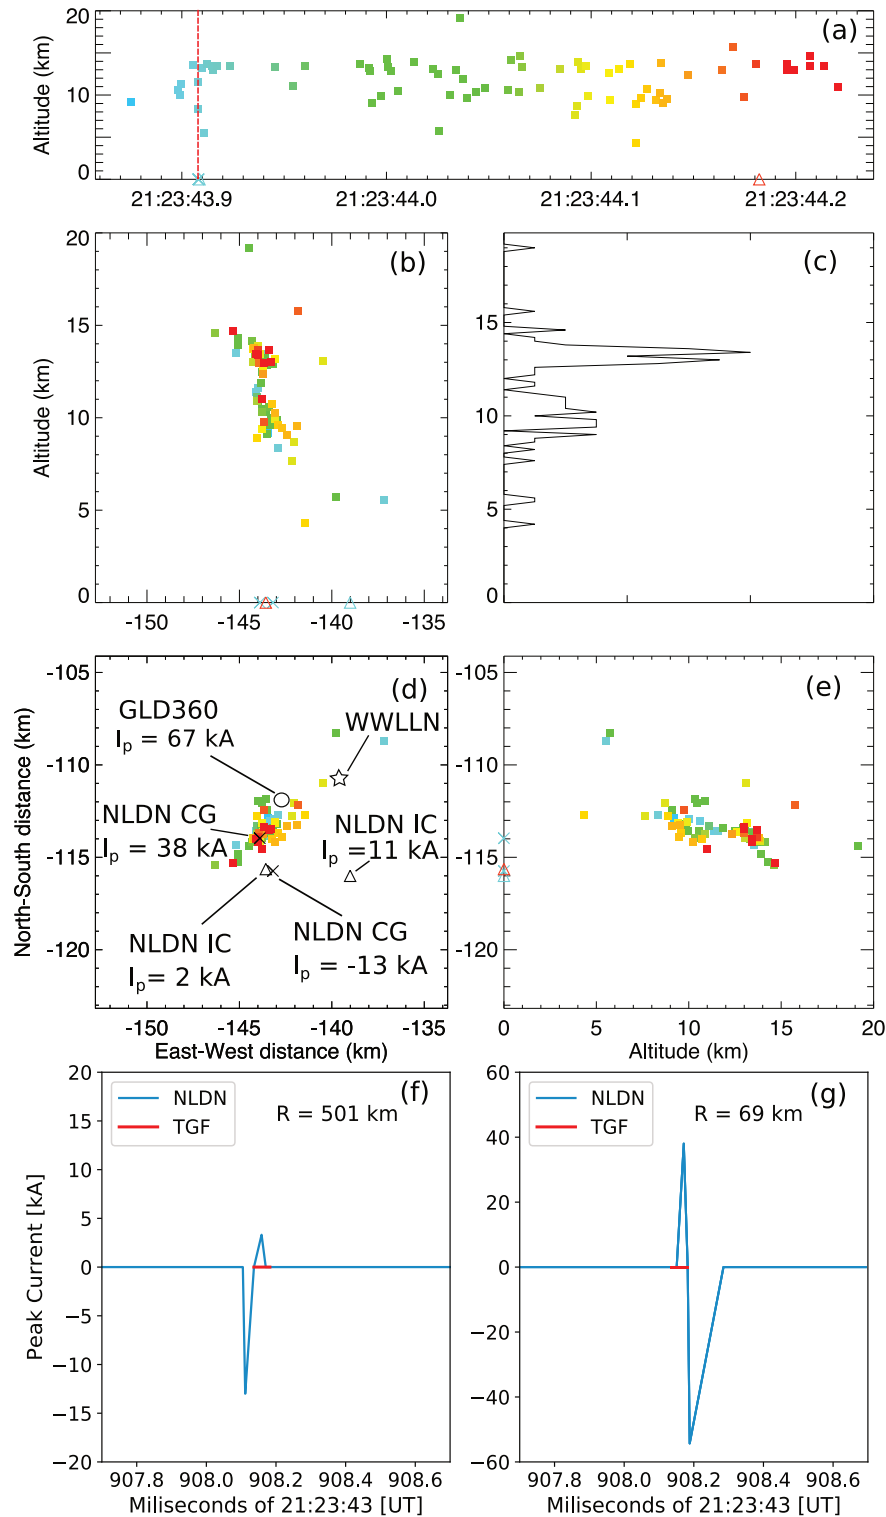 20
(a)
Altitude (km)
10
0
21:23:43.9
21:23:44.0
21:23:44.1
21:23:44.2
20
(b)
(c)
15
15
Altitude (km)
10
10
5
5
0
0
-150
-145
-140
-135
-105
(d)
-105
(e)
GLD360
Ip = 67 kA
WWLLN
North-South distance (km)
-110
-110
NLDN CG
Ip = 38 kA
NLDN IC
Ip =11 kA
-115
-115
NLDN IC
Ip= 2 kA
NLDN CG
Ip = -13 kA
-120
-120
-150
-145
-140
-135
0
5
10
15
20
East-West distance (km)
Altitude (km)
20
NLDN
TGF
(f)
R = 501 km
15
10
5
0
−5
−10
−15
−20
Peak Current [kA]
907.8
908.0
908.2
908.4
908.6
Miliseconds of 21:23:43 [UT]
60
NLDN
TGF
(g)
R = 69 km
40
20
0
−20
−40
−60
907.8
908.0
908.2
908.4
908.6
Miliseconds of 21:23:43 [UT]